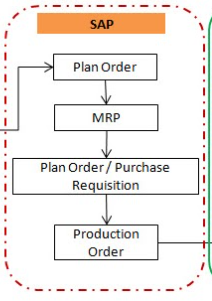 SAP
Plan Order
MRP
Plan Order / Purchase
Requisition
Production
Order